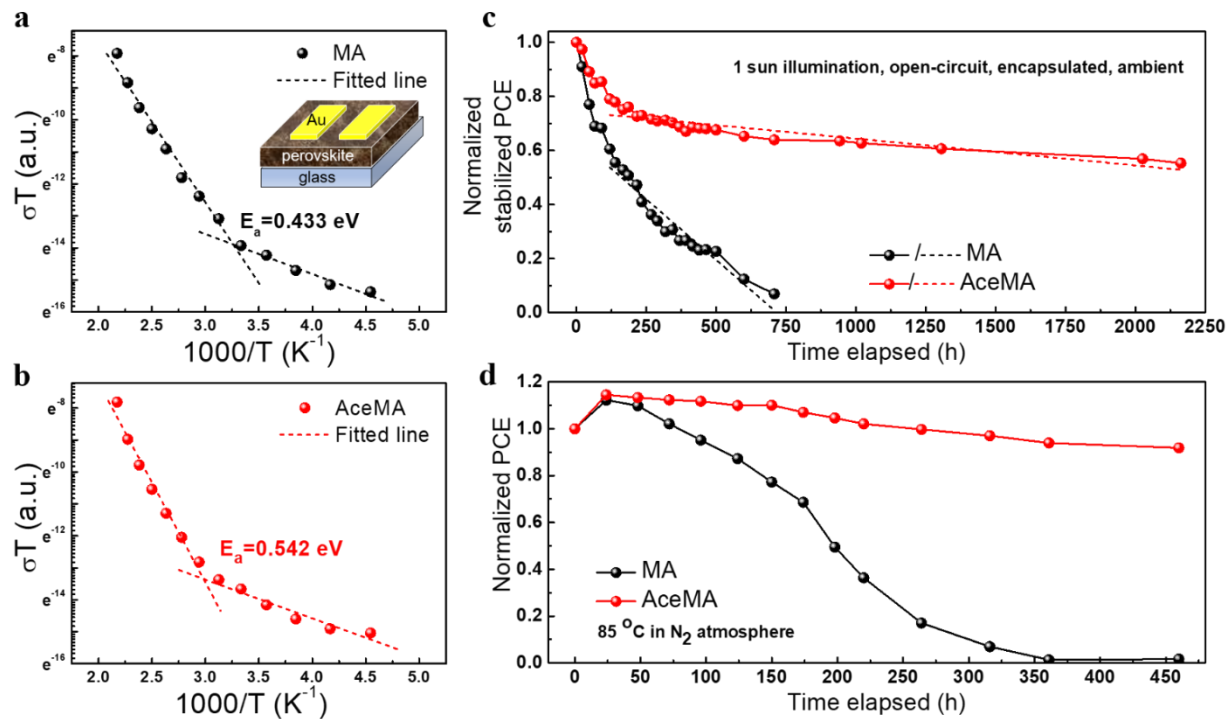 a
e⁻⁸
e⁻¹⁰
e⁻¹²
e⁻¹⁴
e⁻¹⁶
σT (a.u.)
MA
Fitted line
Au
perovskite
glass
Eₐ=0.433 eV
2.0 2.5 3.0 3.5 4.0 4.5 5.0
1000/T (K⁻¹)
b
e⁻⁸
e⁻¹⁰
e⁻¹²
e⁻¹⁴
e⁻¹⁶
σT (a.u.)
AceMA
Fitted line
Eₐ=0.542 eV
2.0 2.5 3.0 3.5 4.0 4.5 5.0
1000/T (K⁻¹)
c
1.0
0.8
0.6
0.4
0.2
0.0
Normalized
stabilized PCE
1 sun illumination, open-circuit, encapsulated, ambient
/ MA
/ AceMA
0 250 500 750 1000 1250 1500 1750 2000 2250
Time elapsed (h)
d
1.2
1.0
0.8
0.6
0.4
0.2
0.0
Normalized PCE
MA
AceMA
85 °C in N₂ atmosphere
0 50 100 150 200 250 300 350 400 450
Time elapsed (h)